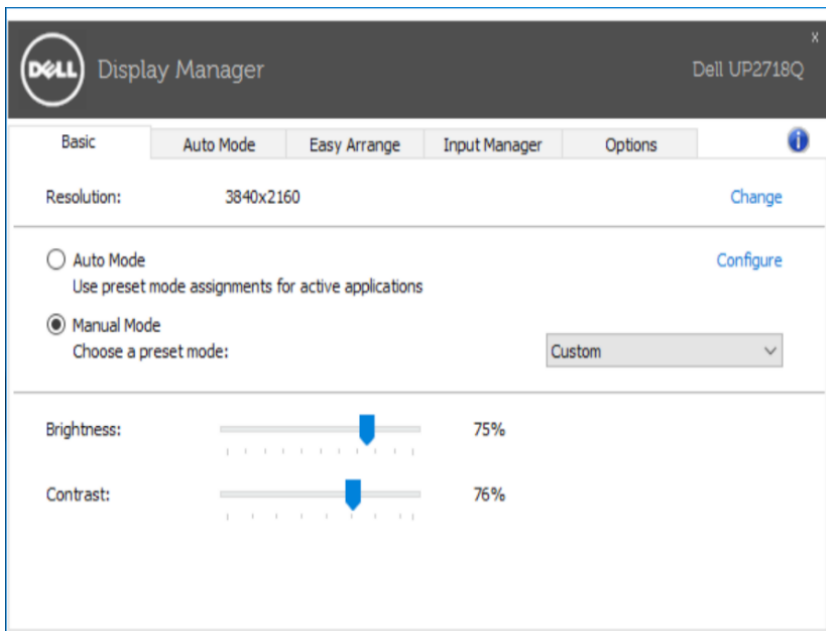 x
DELL Display Manager Dell UP2718Q
Basic Auto Mode Easy Arrange Input Manager Options i
Resolution: 3840x2160 Change
Auto Mode Configure
Use preset mode assignments for active applications
Manual Mode
Choose a preset mode: Custom
Brightness: 75%
Contrast: 76%